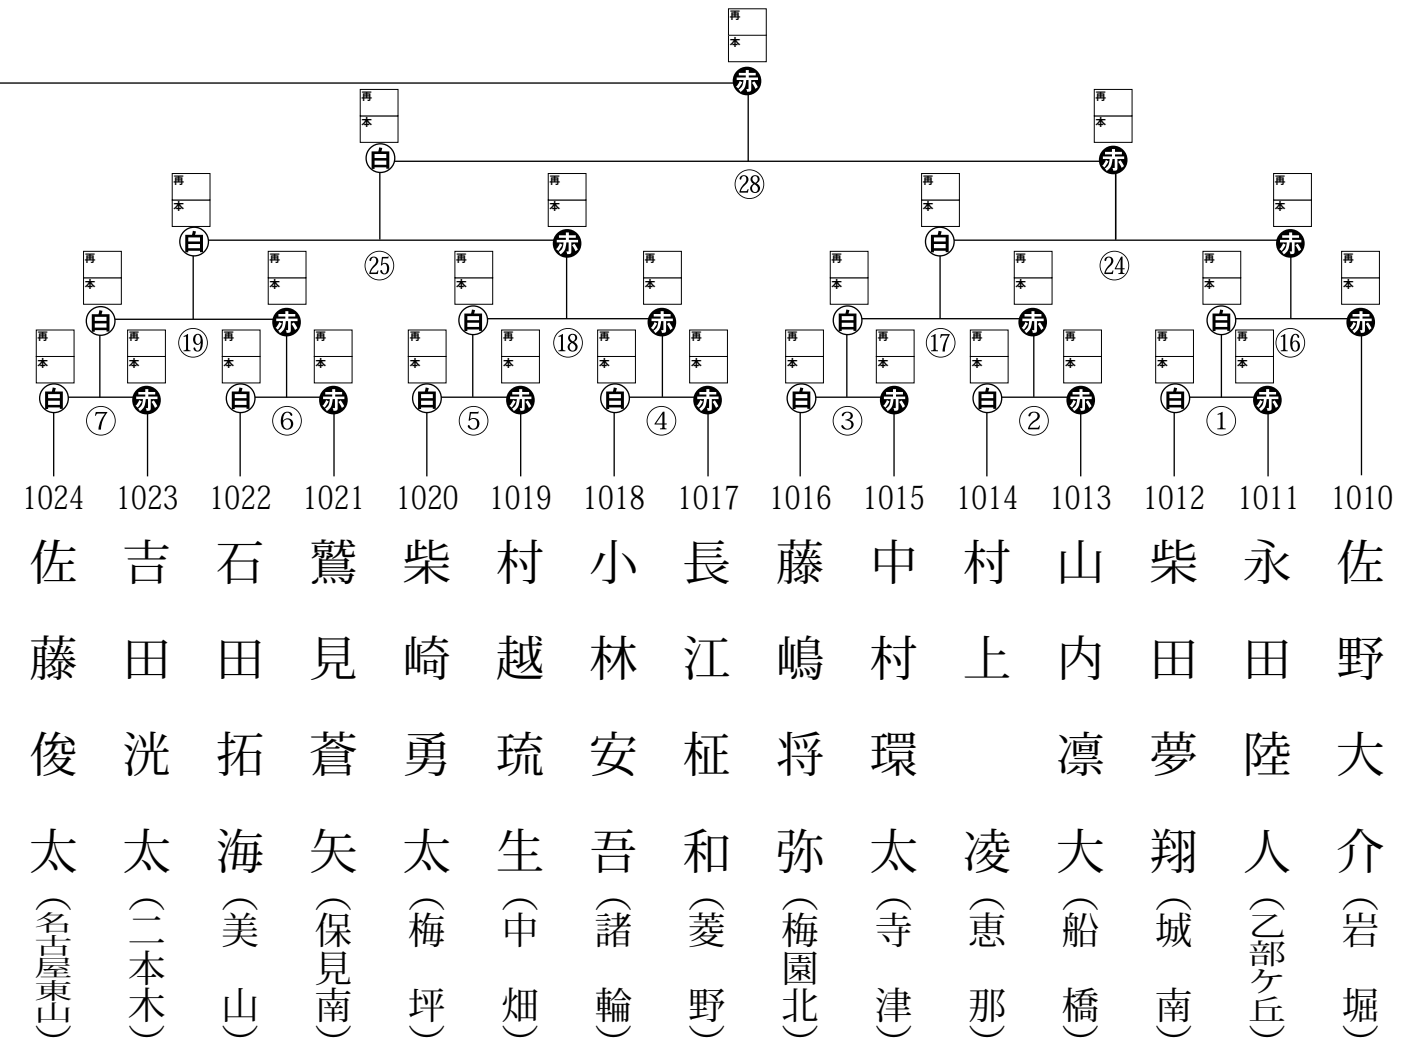 再
本
赤
再 再
本 本
白 赤
㉘
再 再 再 再
本 本 本 本
白 赤 白 赤
㉕ ㉔
再 再 再 再 再 再 再
本 本 本 本 本 本 本
白 赤 白 赤 白 赤 白 赤
⑲ ⑱ ⑰ ⑯
再 再 再 再 再 再 再 再 再 再 再 再 再 再
本 本 本 本 本 本 本 本 本 本 本 本 本 本
白 赤 白 赤 白 赤 白 赤 白 赤 白 赤 白 赤
⑦ ⑥ ⑤ ④ ③ ② ①
1024 1023 1022 1021 1020 1019 1018 1017 1016 1015 1014 1013 1012 1011 1010
佐野大介(岩堀)
永田陸人(乙部ケ丘)
柴田夢翔(城南)
山内凛大(船橋)
村上凌(恵那)
中村環太(寺津)
藤嶋将弥(梅園北)
長江柾和(菱野)
小林安吾(諸輪)
村越琉生(中畑)
柴崎勇太(梅坪)
鷲見蒼矢(保見南)
石田拓海(美山)
吉田洸太(二本木)
佐藤俊太(名古屋東山)